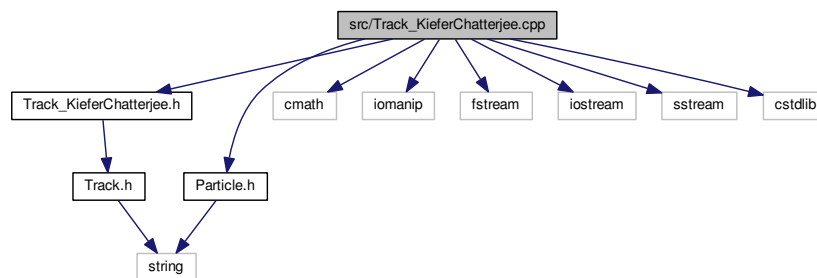 src/Track_KieferChatterjee.cpp
Track_KieferChatterjee.h
cmath
iomanip
fstream
iostream
sstream
cstdlib
Track.h
Particle.h
string